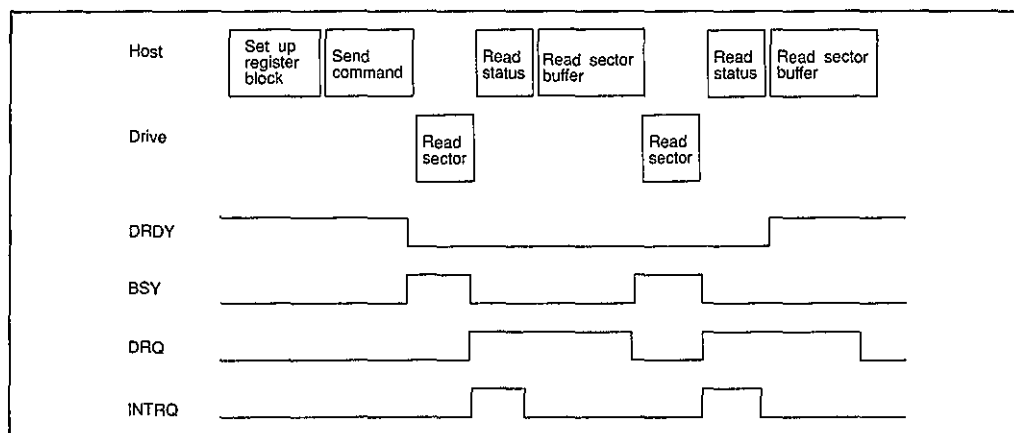 Host
Set up
register
block
Send
command
Read
status
Read sector
buffer
Read
status
Read sector
buffer
Drive
Read
sector
Read
sector
DRDY
BSY
DRQ
INTRQ